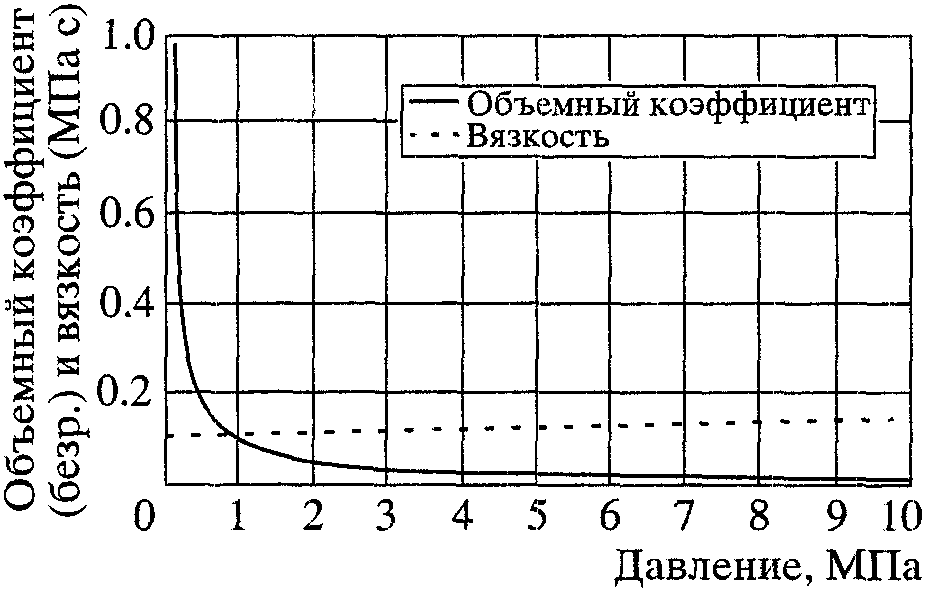 Объемный коэффициент
(безр.) и вязкость (МПа с)
1.0
0.8
0.6
0.4
0.2
Объемный коэффициент
Вязкость
0 1 2 3 4 5 6 7 8 9 10
Давление, МПа